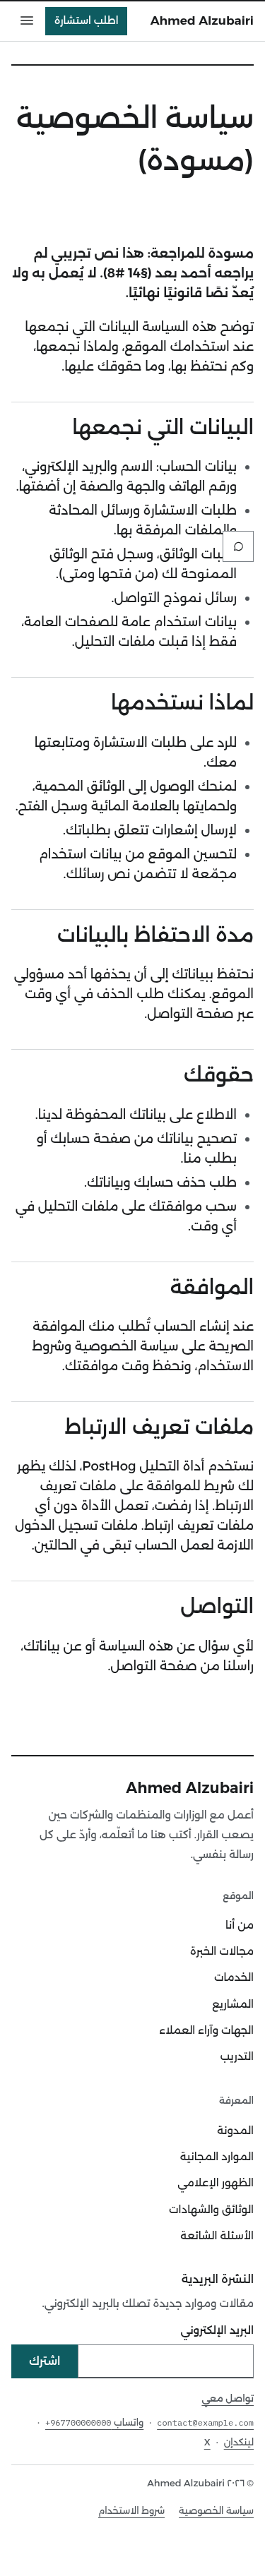 Ahmed Alzubairi
اطلب استشارة
سياسة الخصوصية
(مسودة)
مسودة للمراجعة: هذا نص تجريبي لم
يراجعه أحمد بعد (§14 #8). لا يُعمل به ولا
يُعدّ نصًا قانونيًا نهائيًا.
توضح هذه السياسة البيانات التي نجمعها
عند استخدامك الموقع، ولماذا نجمعها،
وكم نحتفظ بها، وما حقوقك عليها.
البيانات التي نجمعها
بيانات الحساب: الاسم والبريد الإلكتروني،
ورقم الهاتف والجهة والصفة إن أضفتها.
طلبات الاستشارة ورسائل المحادثة
والملفات المرفقة بها.
الوثائق، وسجل فتح الوثائق
الممنوحة لك (من فتحها ومتى).
رسائل نموذج التواصل.
بيانات استخدام عامة للصفحات العامة،
فقط إذا قبلت ملفات التحليل.
لماذا نستخدمها
للرد على طلبات الاستشارة ومتابعتها
معك.
لمنحك الوصول إلى الوثائق المحمية،
ولحمايتها بالعلامة المائية وسجل الفتح.
لإرسال إشعارات تتعلق بطلباتك.
لتحسين الموقع من بيانات استخدام
مجمّعة لا تتضمن نص رسائلك.
مدة الاحتفاظ بالبيانات
نحتفظ ببياناتك إلى أن يحذفها أحد مسؤولي
الموقع. يمكنك طلب الحذف في أي وقت
عبر صفحة التواصل.
حقوقك
الاطلاع على بياناتك المحفوظة لدينا.
تصحيح بياناتك من صفحة حسابك أو
بطلب منا.
طلب حذف حسابك وبياناتك.
سحب موافقتك على ملفات التحليل في
أي وقت.
الموافقة
عند إنشاء الحساب تُطلب منك الموافقة
الصريحة على سياسة الخصوصية وشروط
الاستخدام، ونحفظ وقت موافقتك.
ملفات تعريف الارتباط
نستخدم أداة التحليل PostHog، لذلك يظهر
لك شريط للموافقة على ملفات تعريف
الارتباط. إذا رفضت، تعمل الأداة دون أي
ملفات تعريف ارتباط. ملفات تسجيل الدخول
اللازمة لعمل الحساب تبقى في الحالتين.
التواصل
لأي سؤال عن هذه السياسة أو عن بياناتك،
راسلنا من صفحة التواصل.
Ahmed Alzubairi
أعمل مع الوزارات والمنظمات والشركات حين
يصعب القرار. أكتب هنا ما أتعلّمه، وأردّ على كل
رسالة بنفسي.
الموقع
من أنا
مجالات الخبرة
الخدمات
المشاريع
الجهات وآراء العملاء
التدريب
المعرفة
المدونة
الموارد المجانية
الظهور الإعلامي
الوثائق والشهادات
الأسئلة الشائعة
النشرة البريدية
مقالات وموارد جديدة تصلك بالبريد الإلكتروني.
البريد الإلكتروني
اشترك
تواصل معي
contact@example.com · واتساب +967700000000 ·
لينكدإن · X
© ٢٠٢٦ Ahmed Alzubairi
سياسة الخصوصية شروط الاستخدام